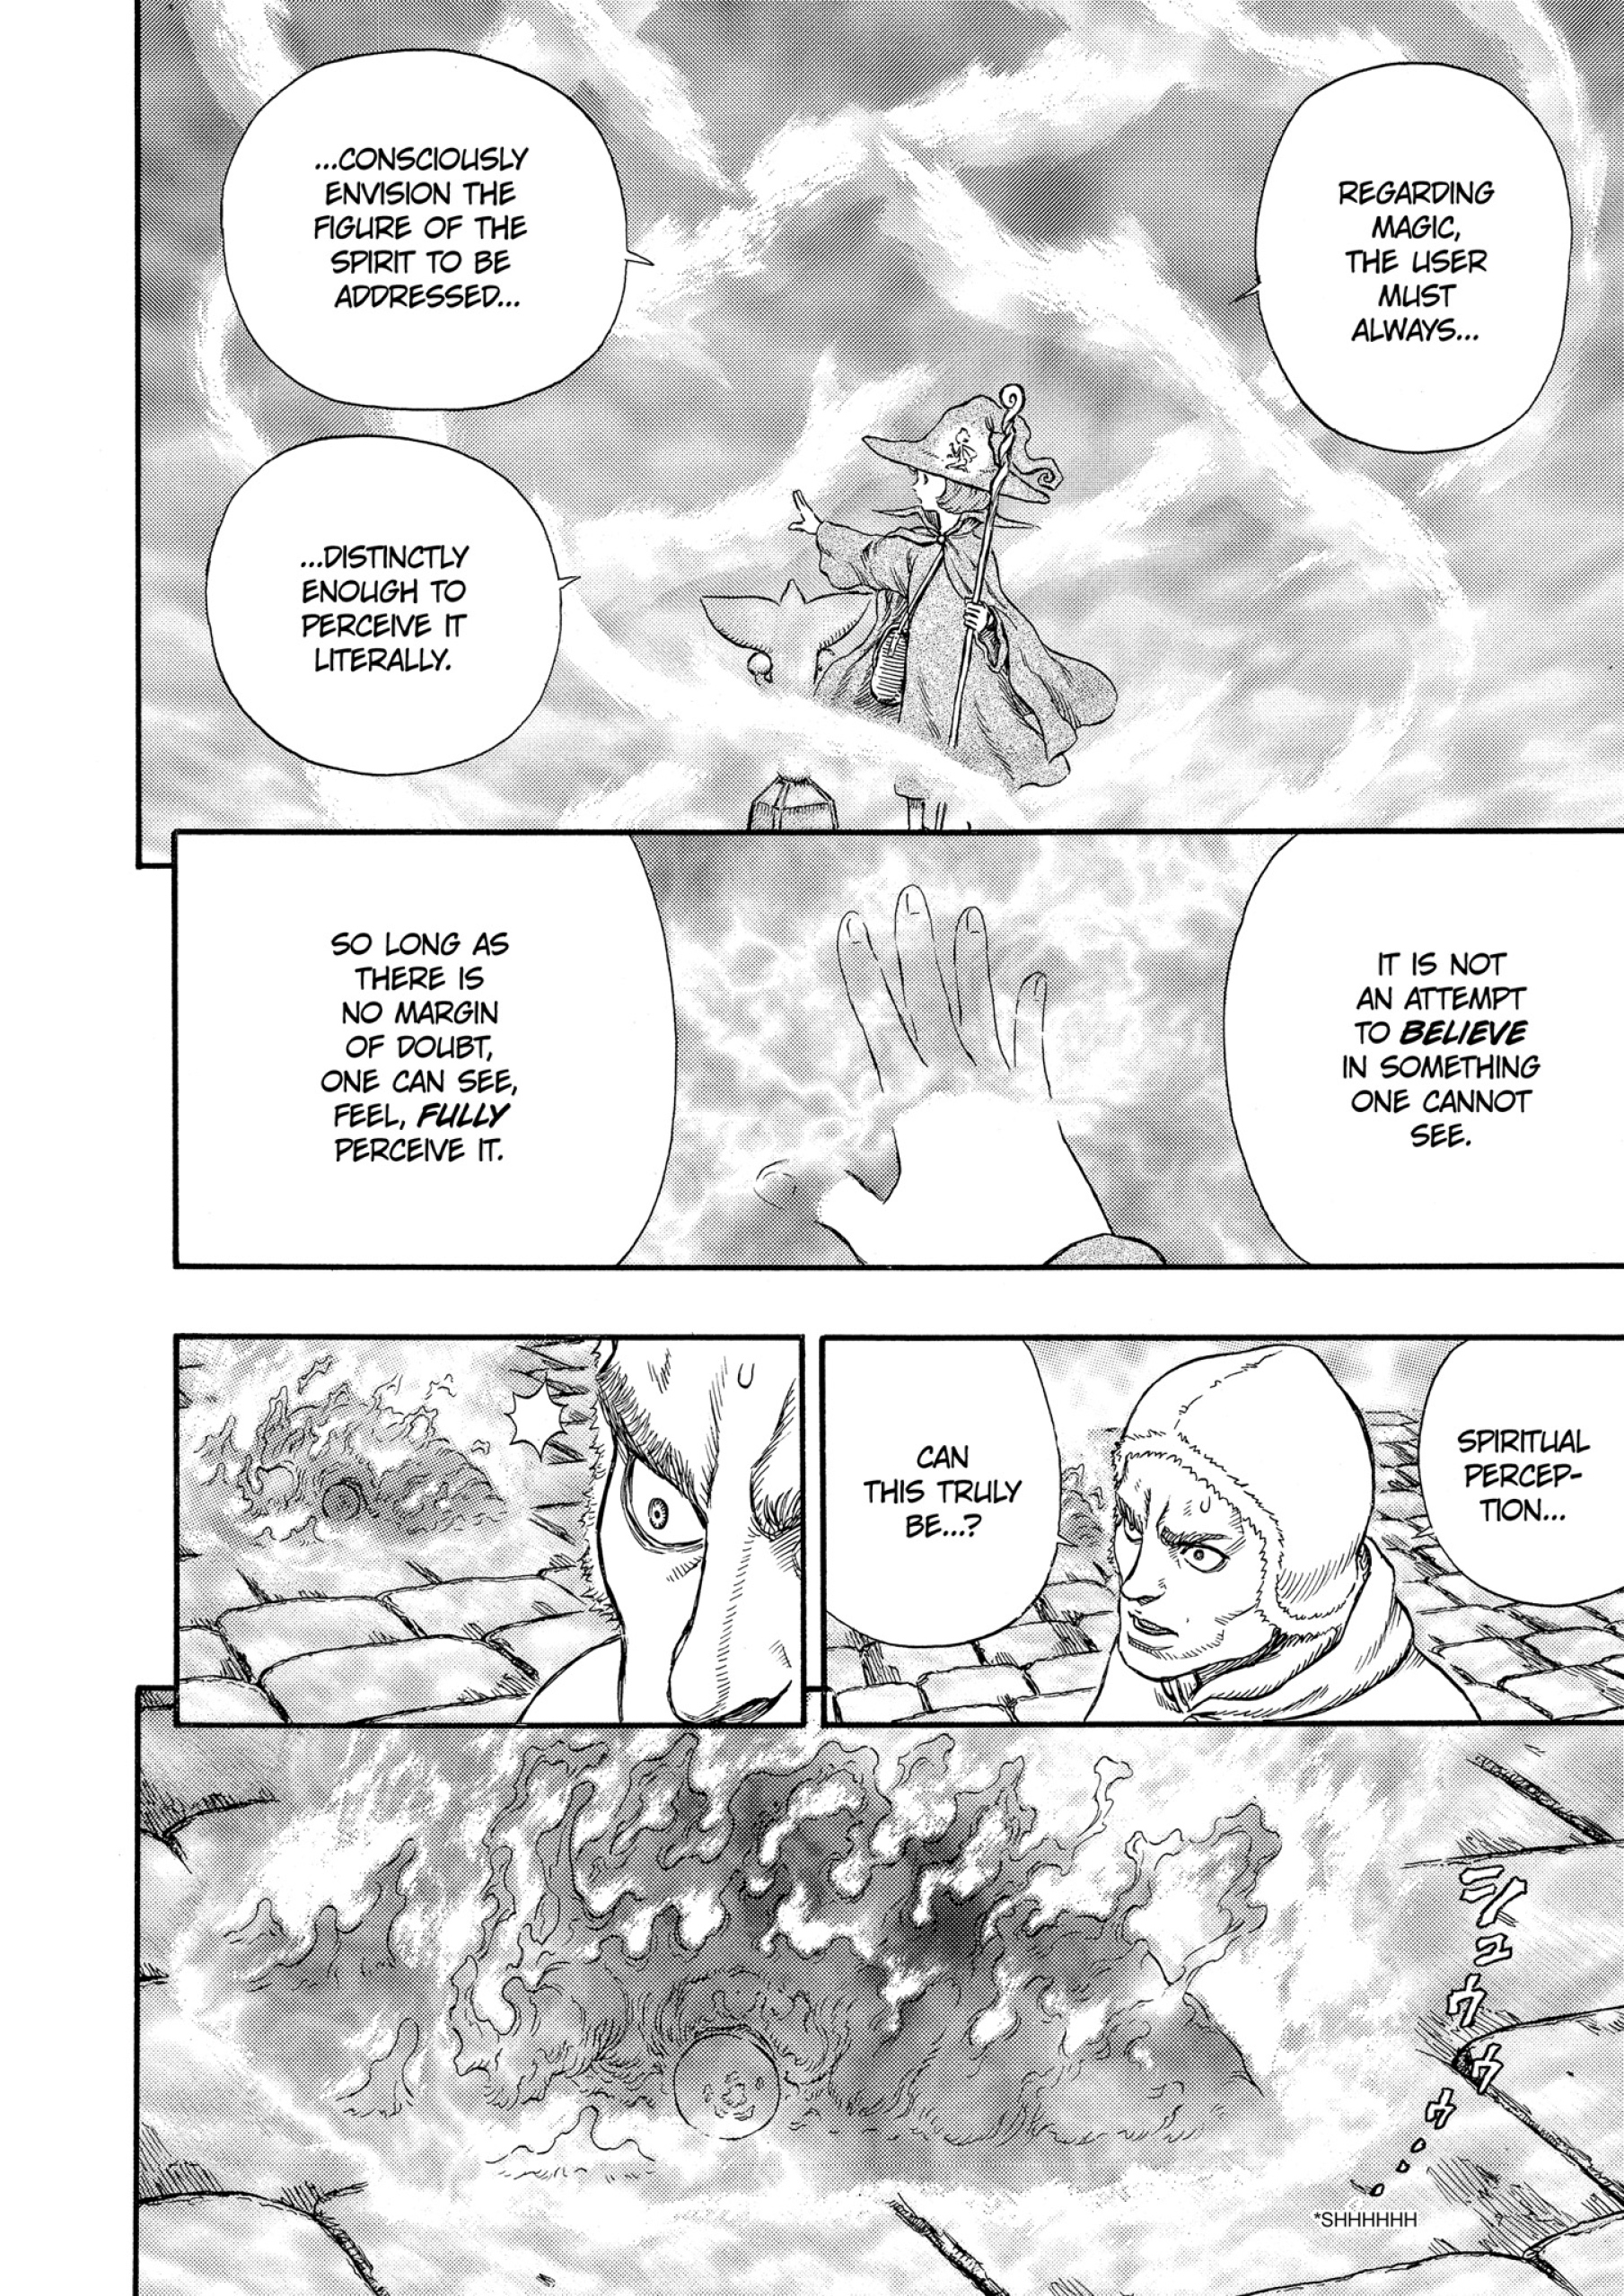 REGARDING
MAGIC,
THE USER
MUST
ALWAYS...
...CONSCIOUSLY
ENVISION THE
FIGURE OF THE
SPIRIT TO BE
ADDRESSED...
...DISTINCTLY
ENOUGH TO
PERCEIVE IT
LITERALLY.
IT IS NOT
AN ATTEMPT
TO BELIEVE
IN SOMETHING
ONE CANNOT
SEE.
SO LONG AS
THERE IS
NO MARGIN
OF DOUBT,
ONE CAN SEE,
FEEL, FULLY
PERCEIVE IT.
SPIRITUAL
PERCEP-
TION...
CAN
THIS TRULY
BE...?
シュウウゥ...
*SHHHHHH